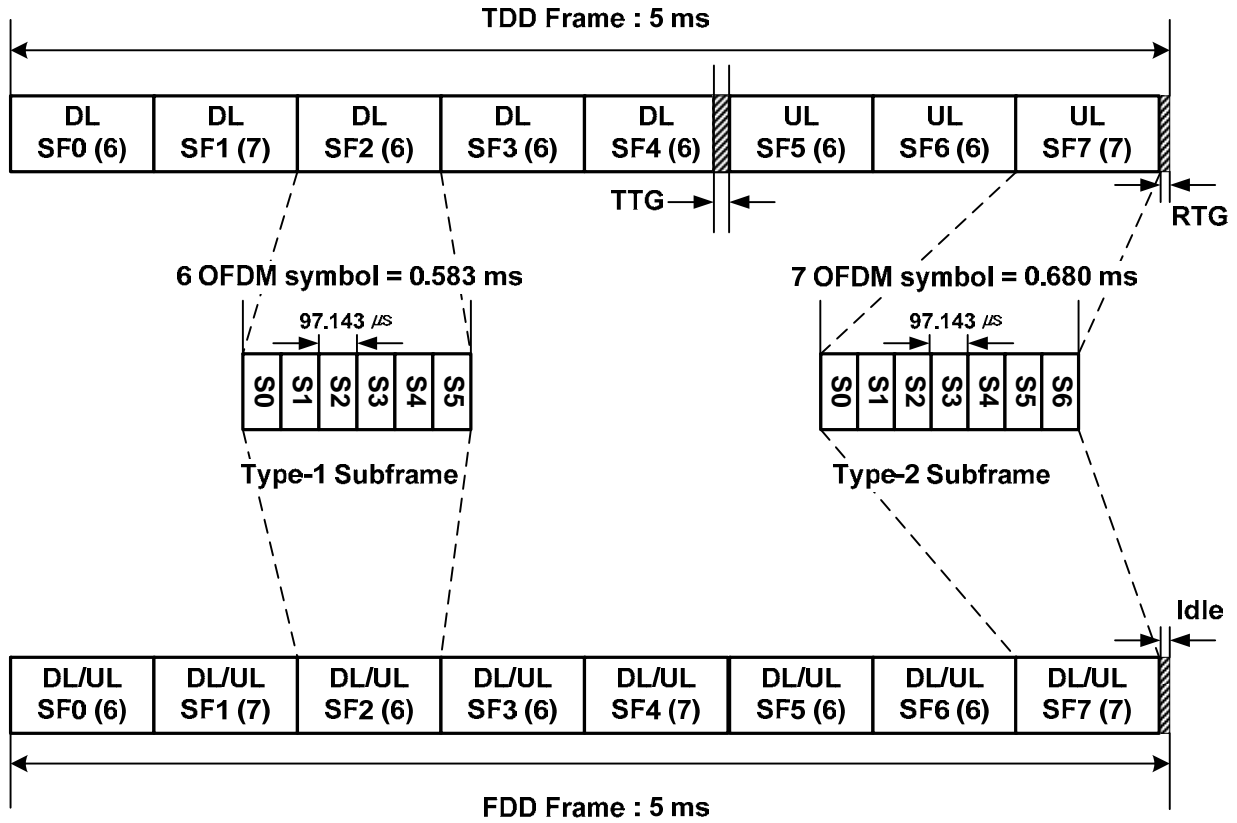 TDD Frame : 5 ms
DL DL DL DL DL UL UL UL
SF0 (6) SF1 (7) SF2 (6) SF3 (6) SF4 (6) SF5 (6) SF6 (6) SF7 (7)
TTG
RTG
6 OFDM symbol = 0.583 ms
7 OFDM symbol = 0.680 ms
97.143 μs
97.143 μs
S0 S1 S2 S3 S4 S5
S0 S1 S2 S3 S4 S5 S6
Type-1 Subframe
Type-2 Subframe
Idle
DL/UL DL/UL DL/UL DL/UL DL/UL DL/UL DL/UL DL/UL
SF0 (6) SF1 (7) SF2 (6) SF3 (6) SF4 (7) SF5 (6) SF6 (6) SF7 (7)
FDD Frame : 5 ms